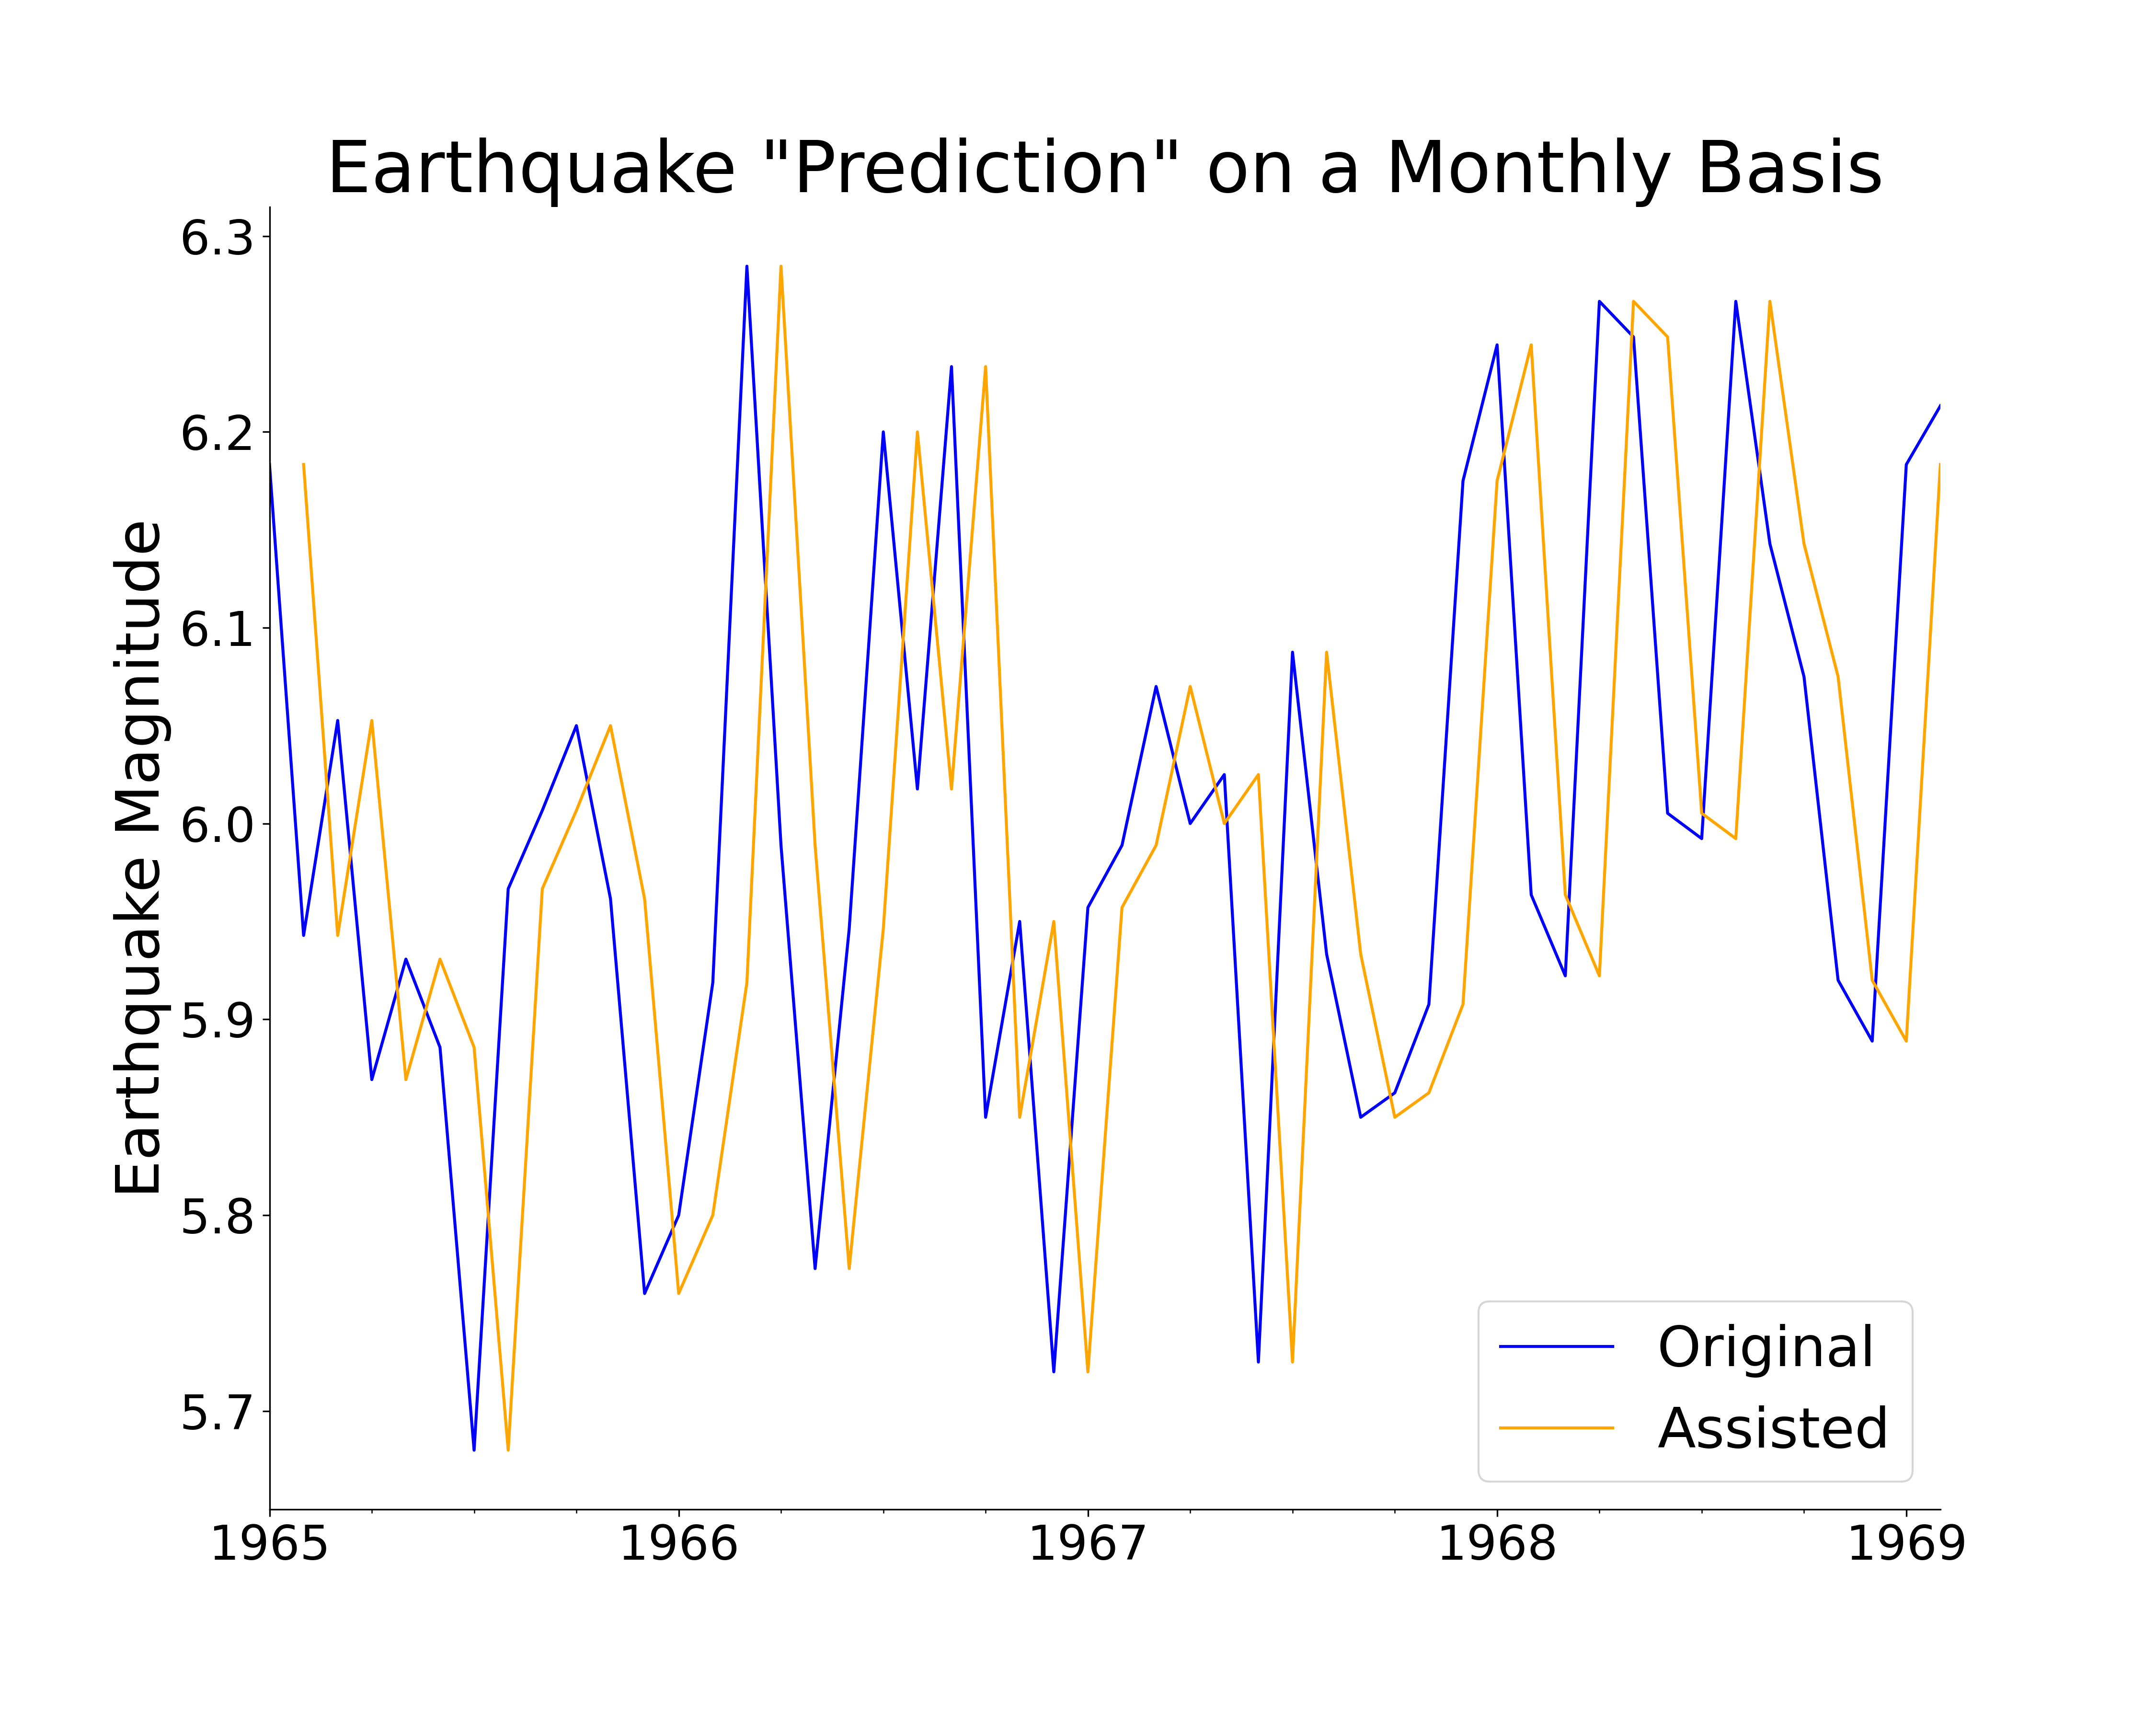 Earthquake "Prediction" on a Monthly Basis
Earthquake Magnitude
6.3
6.2
6.1
6.0
5.9
5.8
5.7
1965 1966 1967 1968 1969
Original
Assisted